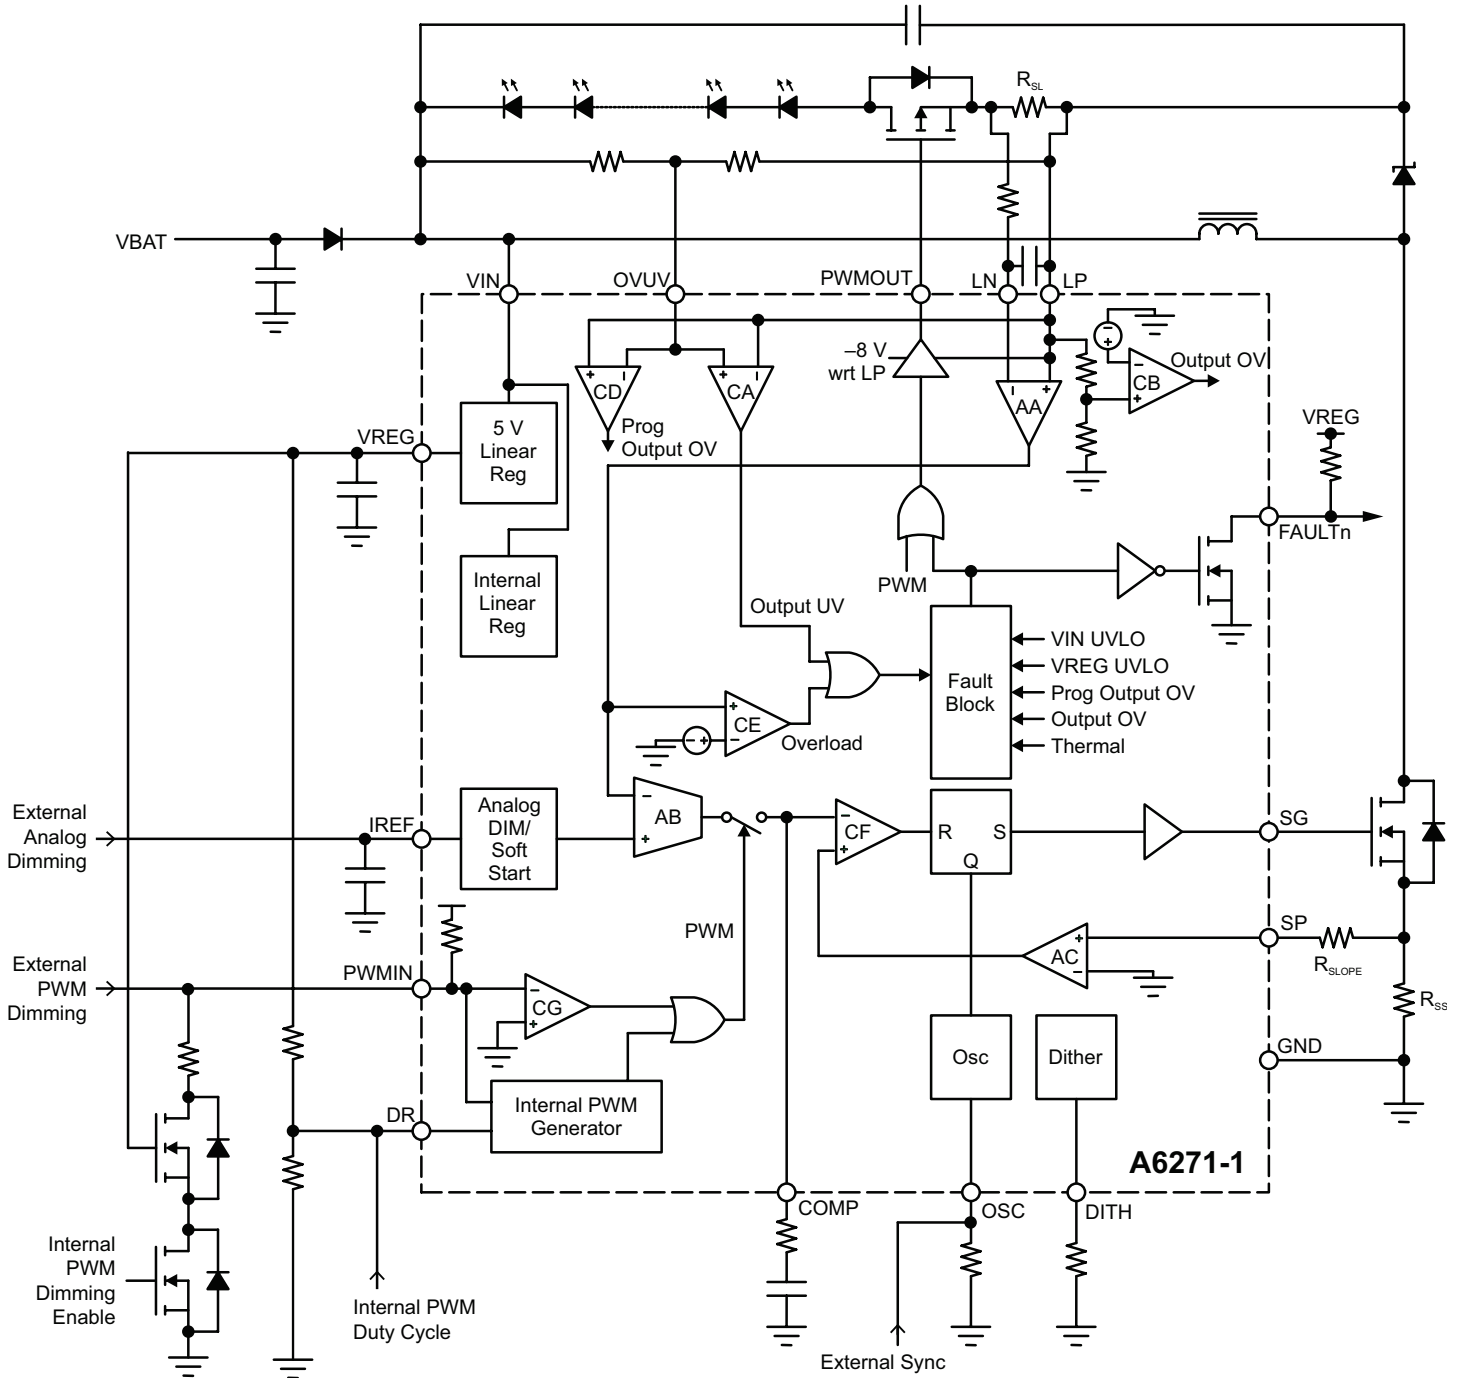 R_SL
VBAT
VIN
OVUV
PWMOUT
LN
LP
–8 V
wrt LP
+
–
CD
+
–
CA
–
+
AA
–
+
–
+
CB
Output OV
Prog
Output OV
VREG
5 V
Linear
Reg
VREG
FAULTn
PWM
Internal
Linear
Reg
Output UV
VIN UVLO
VREG UVLO
Prog Output OV
Output OV
Thermal
Fault
Block
+
–
CE
– +
Overload
External
Analog
Dimming
IREF
Analog
DIM/
Soft
Start
–
+
AB
–
+
CF
R
S
Q
SG
PWM
SP
R_SLOPE
+
–
AC
External
PWM
Dimming
PWMIN
–
+
CG
R_SS
GND
Osc
Dither
DR
Internal PWM
Generator
A6271-1
COMP
OSC
DITH
Internal
PWM
Dimming
Enable
Internal PWM
Duty Cycle
External Sync